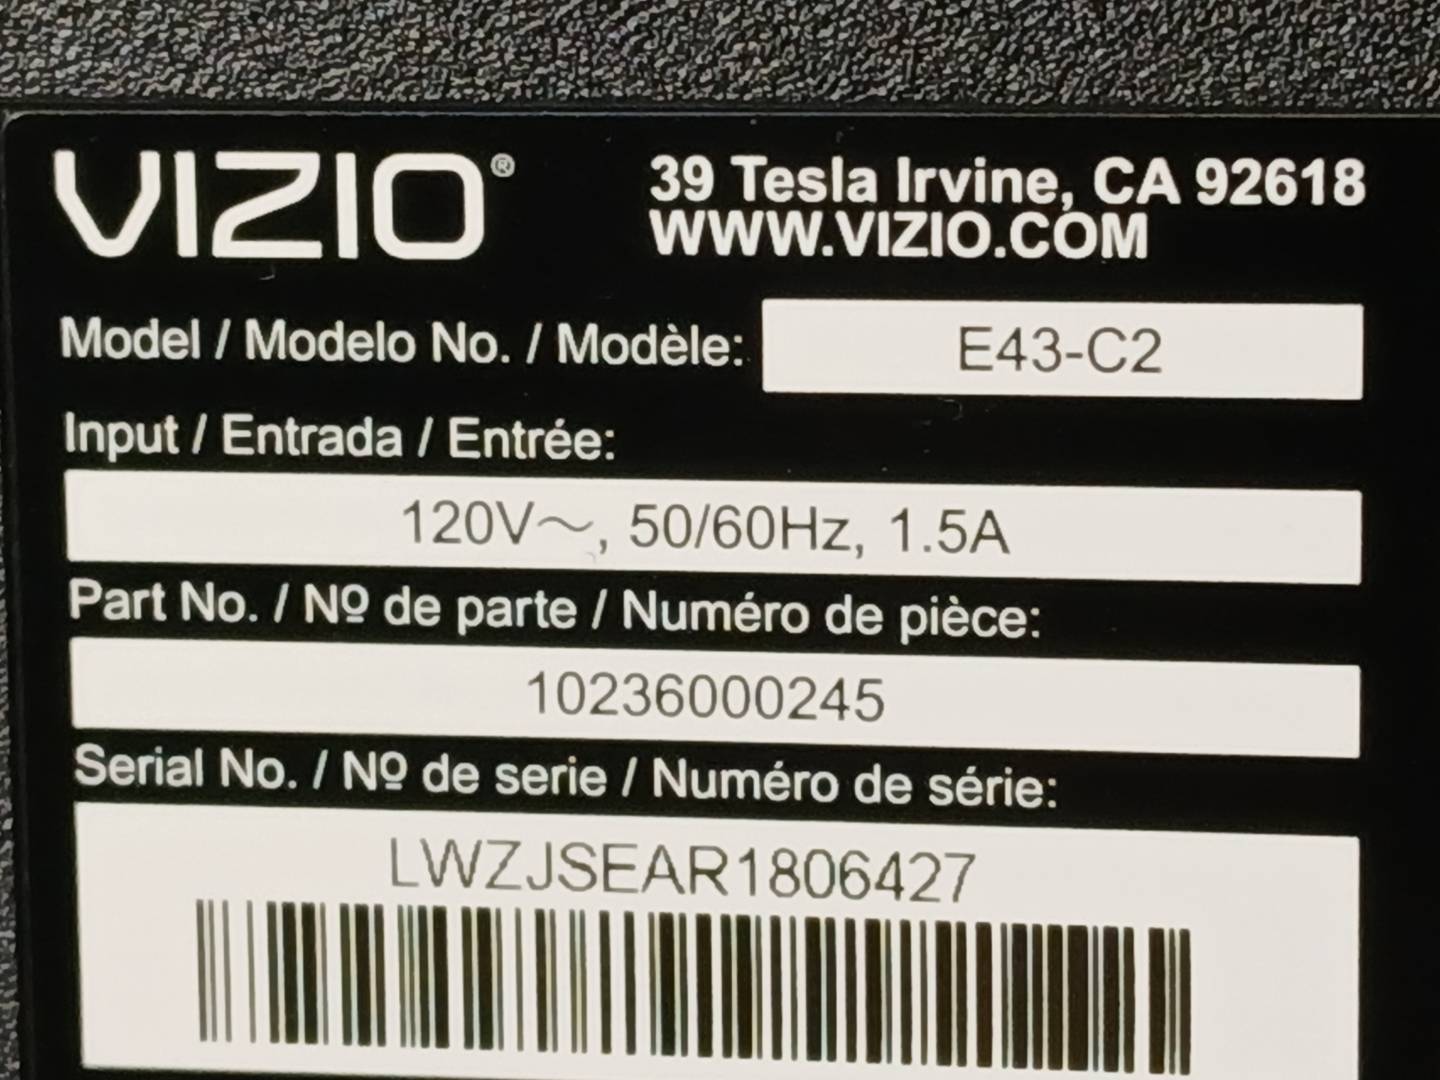 VIZIO®
39 Tesla Irvine, CA 92618
WWW.VIZIO.COM
Model / Modelo No. / Modèle: E43-C2
Input / Entrada / Entrée:
120V～, 50/60Hz, 1.5A
Part No. / Nº de parte / Numéro de pièce:
10236000245
Serial No. / Nº de serie / Numéro de série:
LWZJSEAR1806427